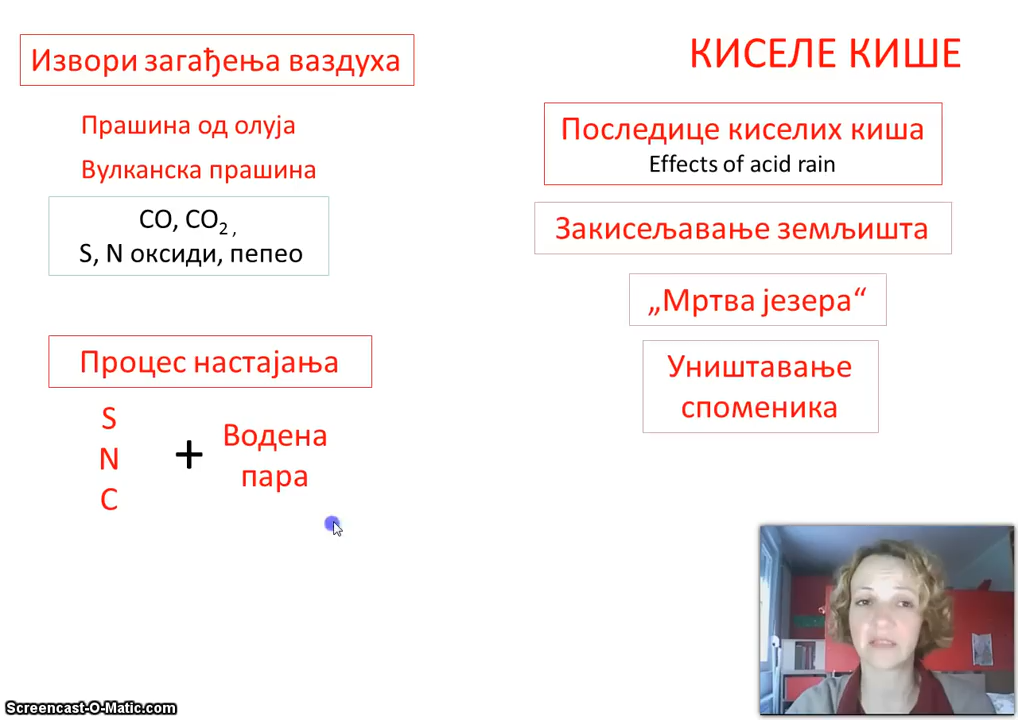 Извори загађења ваздуха
Прашина од олуја
Вулканска прашина
CO, CO₂ ,
S, N оксиди, пепео
Процес настајања
S
N
C
+
Водена
пара
КИСЕЛЕ КИШЕ
Последице киселих киша
Effects of acid rain
Закисељавање земљишта
„Мртва језера“
Уништавање
споменика
Screencast-O-Matic.com